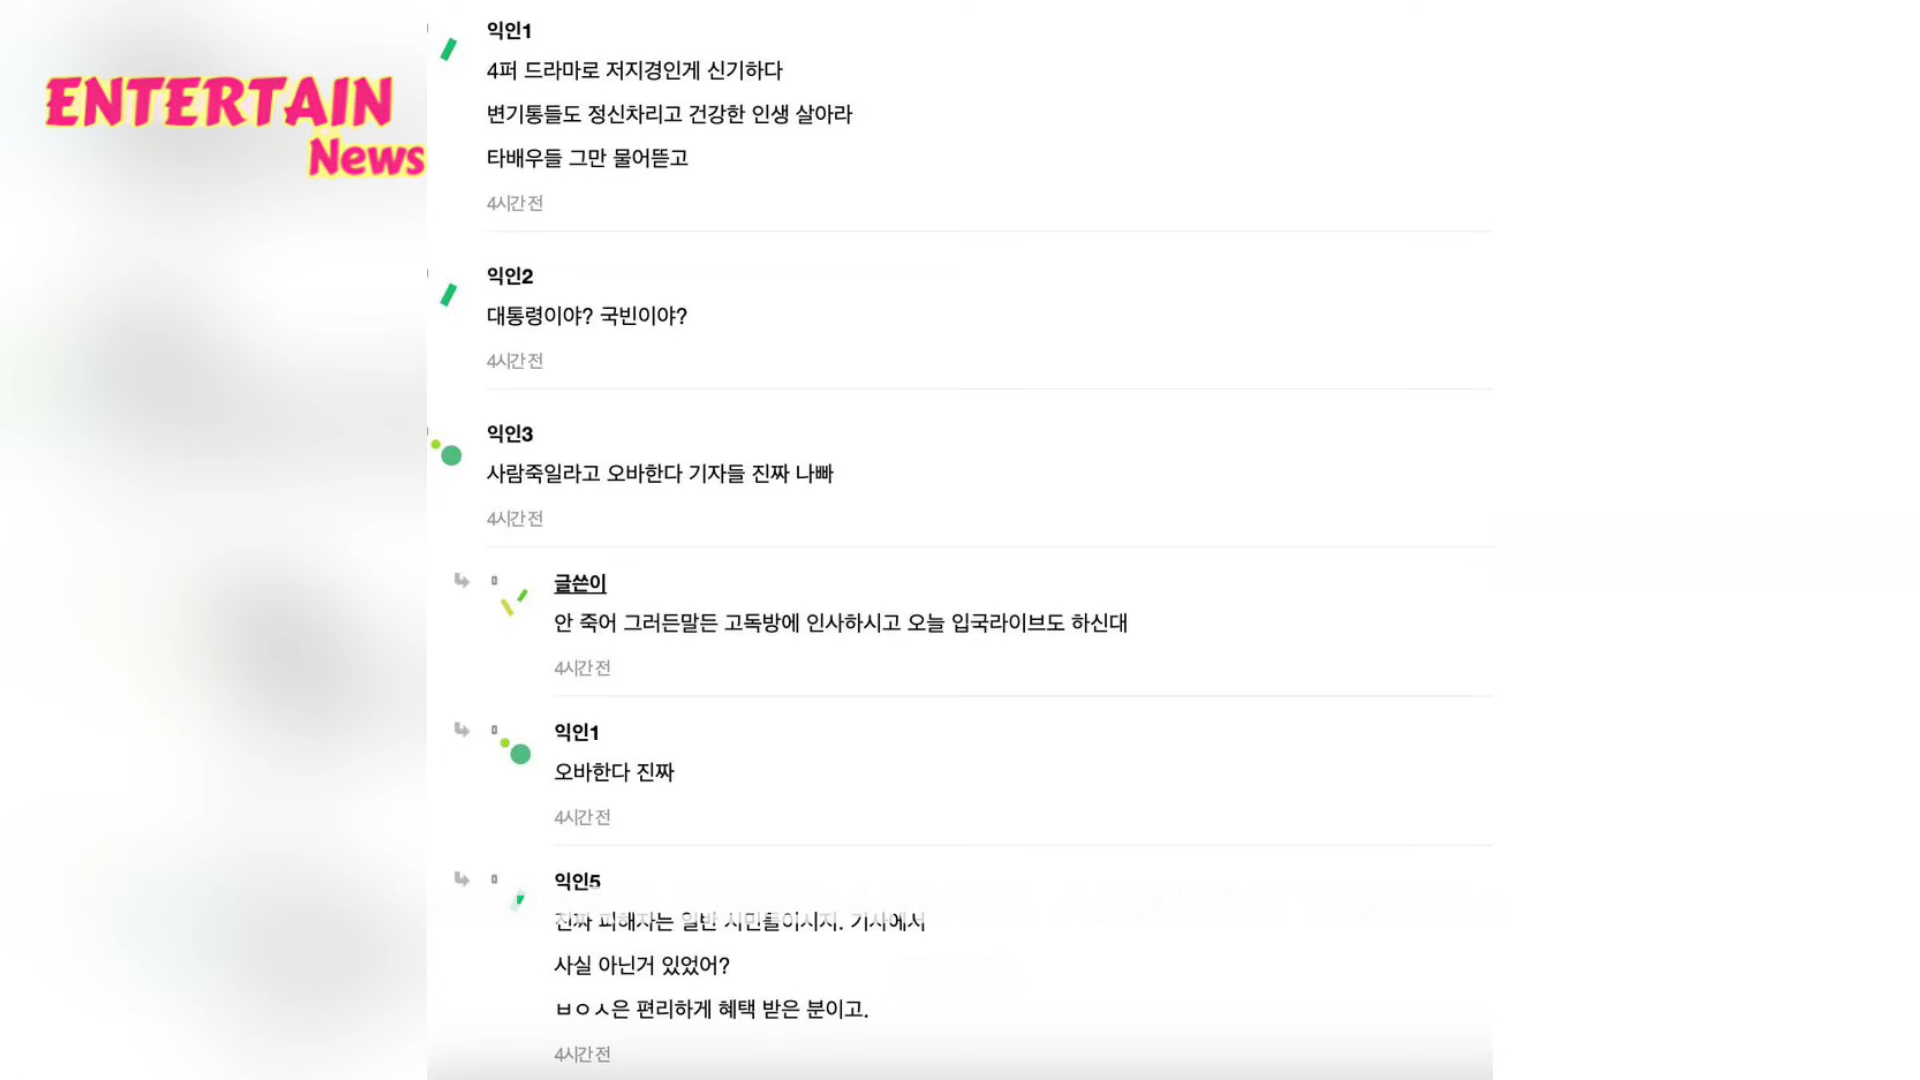 ENTERTAIN
News
익인1
4퍼 드라마로 저지경인게 신기하다
변기통들도 정신차리고 건강한 인생 살아라
타배우들 그만 물어뜯고
4시간 전
익인2
대통령이야? 국빈이야?
4시간 전
익인3
사람죽일라고 오바한다 기자들 진짜 나빠
4시간 전
0
글쓴이
안 죽어 그러든말든 고독방에 인사하시고 오늘 입국라이브도 하신대
4시간 전
0
익인1
오바한다 진짜
4시간 전
0
익인5
진짜 피해자는 일반 시민들이시지. 기사에서
사실 아닌거 있었어?
ㅂㅇㅅ은 편리하게 혜택 받은 분이고.
4시간 전